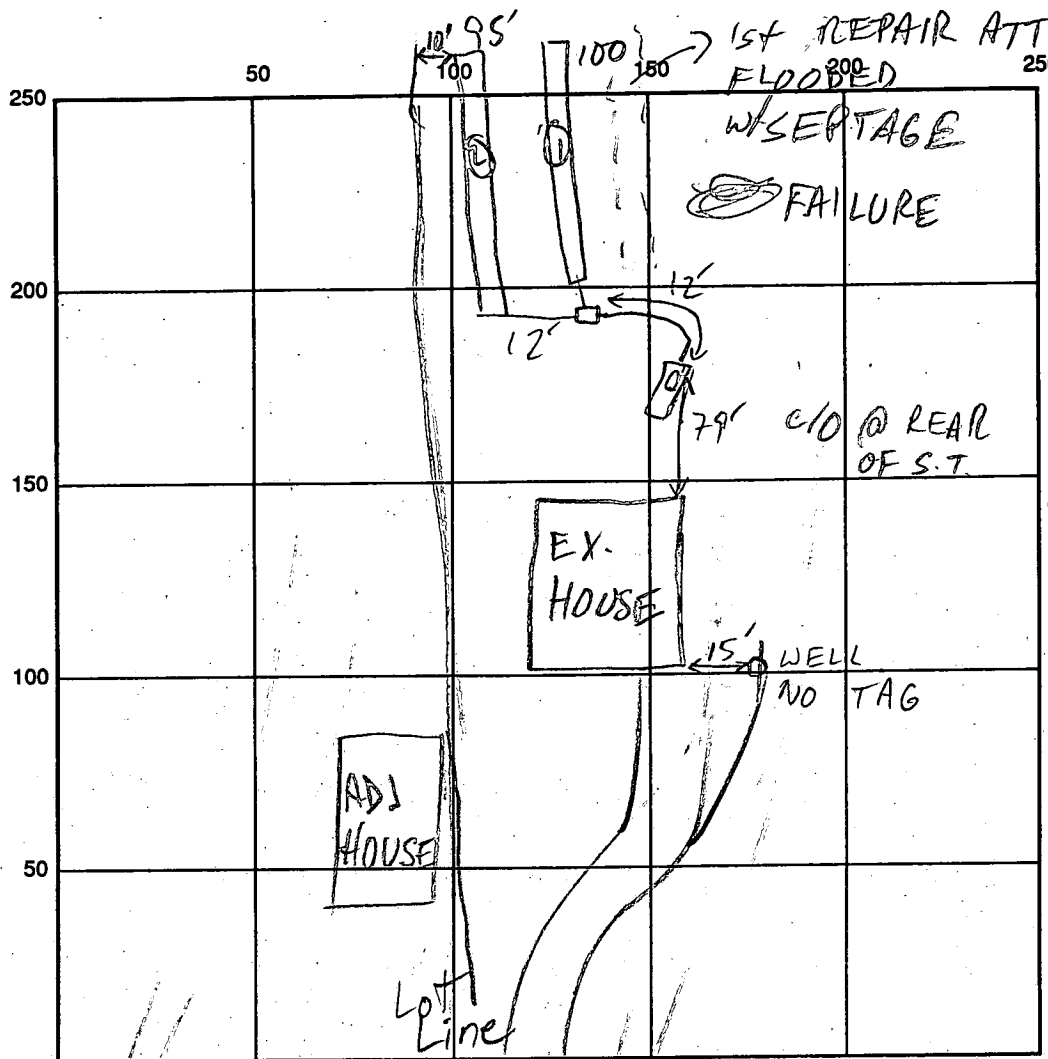 10' 95' 100 1st REPAIR ATT
50 100 150 200 25
FLOODED
W/SEPTAGE
FAILURE
250
200
12'
12'
79' C/O @ REAR
OF S.T.
150
EX.
HOUSE
15' WELL
NO TAG
100
ADJ
HOUSE
50
Lot
Line